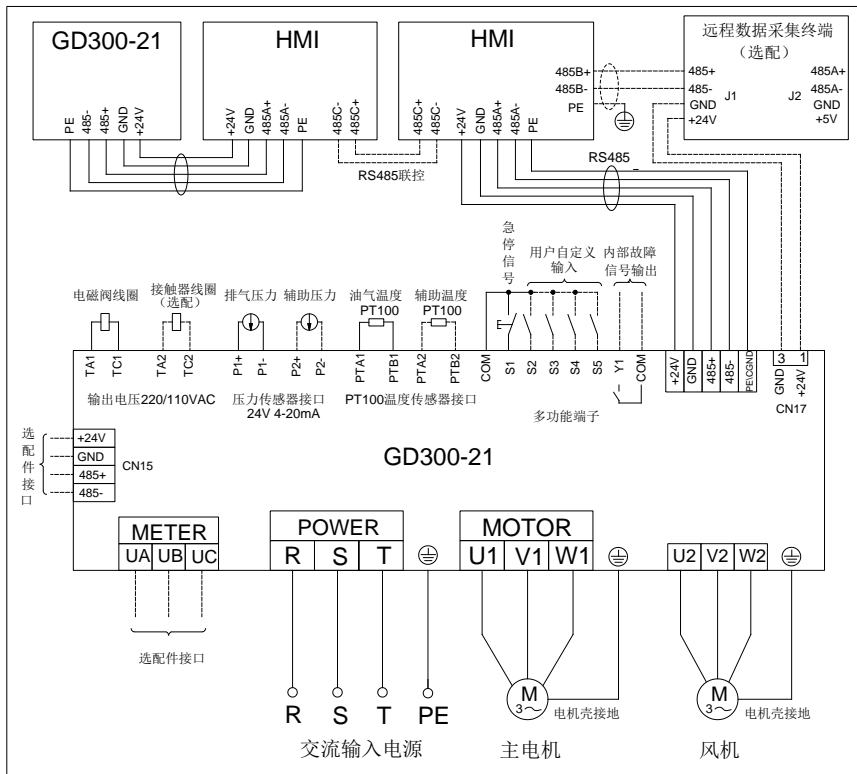 GD300-21
HMI
HMI
远程数据采集终端
（选配）
PE
485-
485+
GND
+24V
+24V
GND
485A+
485A-
PE
485C-
485C+
485C+
485C-
+24V
GND
485A+
485A-
PE
485B+
485B-
PE
485+
485-
GND
+24V
J1
J2
485A+
485A-
GND
+5V
RS485联控
RS485
急停信号
用户自定义
输入
内部故障
信号输出
电磁阀线圈
接触器线圈
（选配）
排气压力
辅助压力
油气温度
PT100
辅助温度
PT100
TA1
TC1
TA2
TC2
P1+
P1-
P2+
P2-
PTA1
PTB1
PTA2
PTB2
COM
S1
S2
S3
S4
S5
Y1
COM
+24V
GND
485+
485-
PE\CGND
3
1
GND
+24V
CN17
输出电压220/110VAC
压力传感器接口
24V 4-20mA
PT100温度传感器接口
多功能端子
选配件接口
+24V
GND
485+
485-
CN15
GD300-21
METER
UA
UB
UC
POWER
R
S
T
MOTOR
U1
V1
W1
U2
V2
W2
选配件接口
R
S
T
PE
M
3~
电机壳接地
M
3~
电机壳接地
交流输入电源
主电机
风机